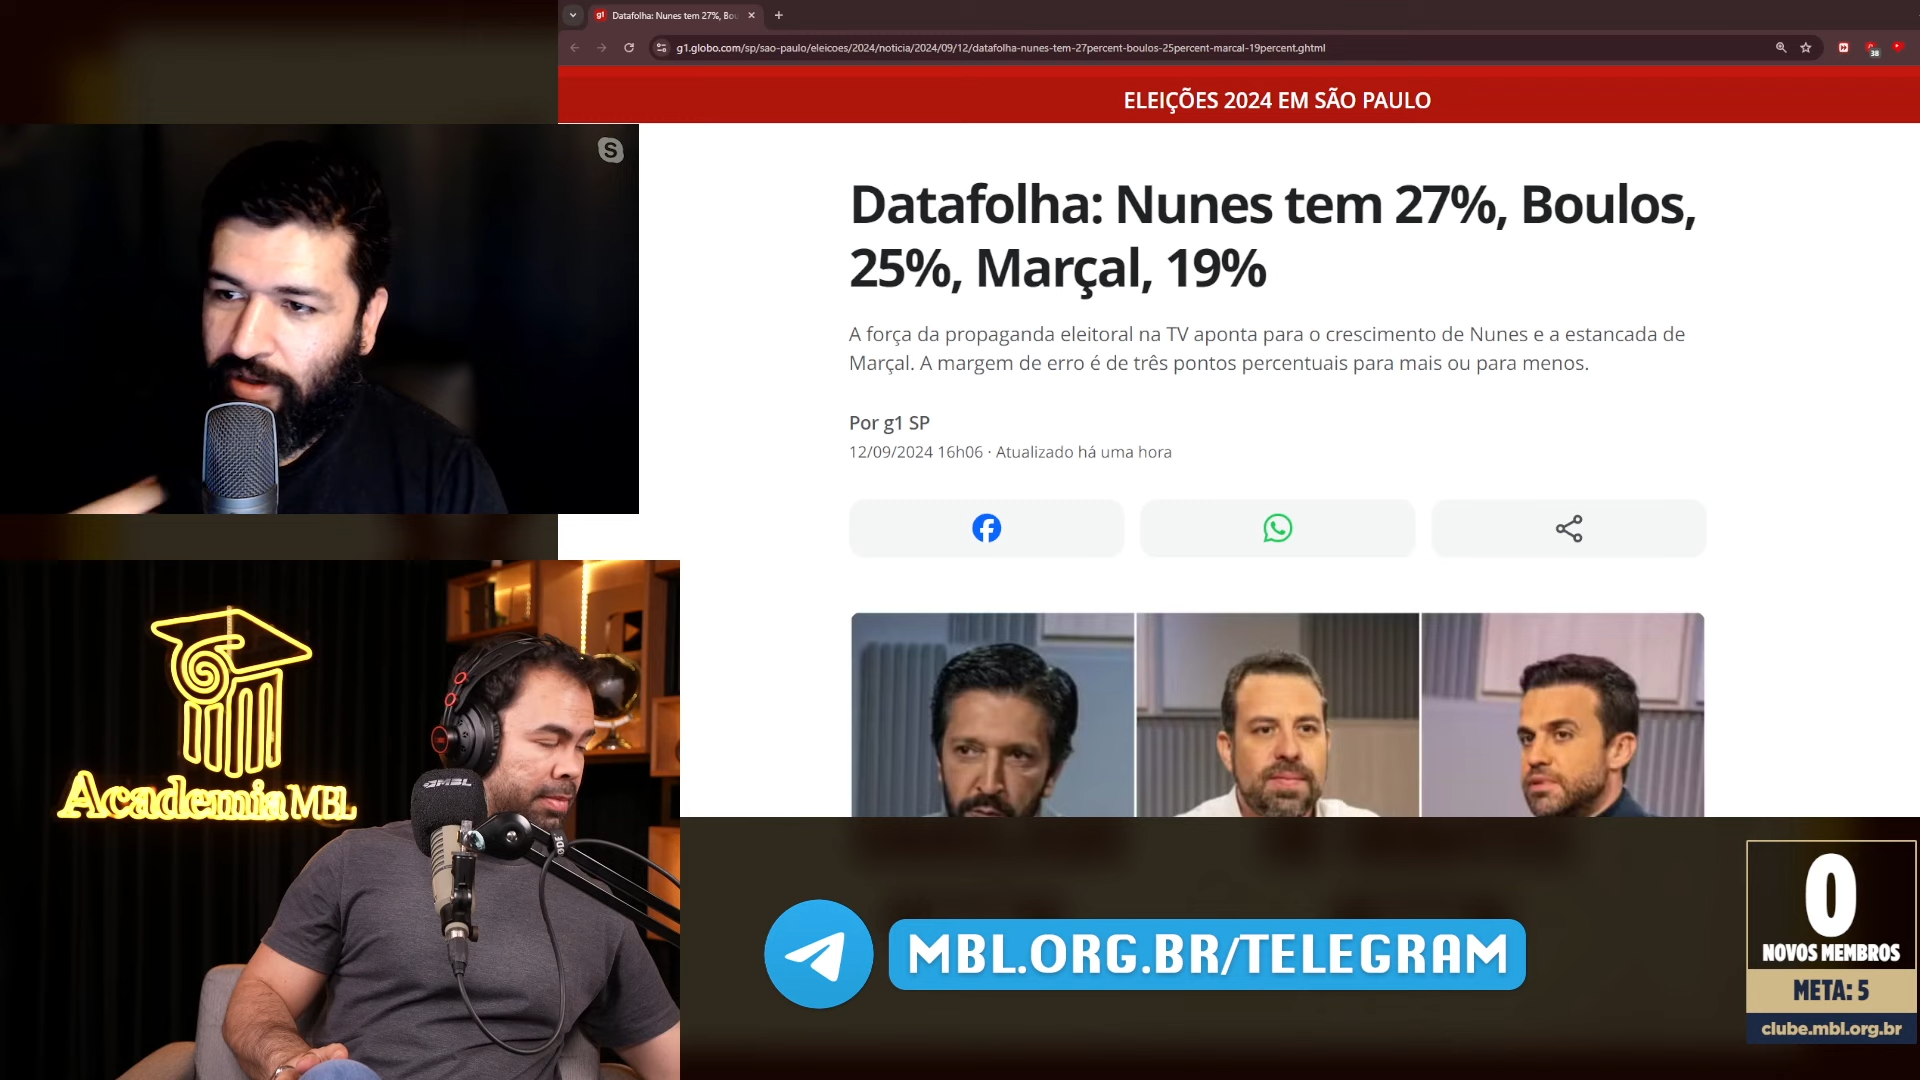 Datafolha: Nunes tem 27%, Bou
g1.globo.com/sp/sao-paulo/eleicoes/2024/noticia/2024/09/12/datafolha-nunes-tem-27percent-boulos-25percent-marcal-19percent.ghtml
38
ELEIÇÕES 2024 EM SÃO PAULO
Datafolha: Nunes tem 27%, Boulos,
25%, Marçal, 19%
A força da propaganda eleitoral na TV aponta para o crescimento de Nunes e a estancada de
Marçal. A margem de erro é de três pontos percentuais para mais ou para menos.
Por g1 SP
12/09/2024 16h06 · Atualizado há uma hora
S
Academia MBL
MBL
MBL.ORG.BR/TELEGRAM
0
NOVOS MEMBROS
META: 5
clube.mbl.org.br